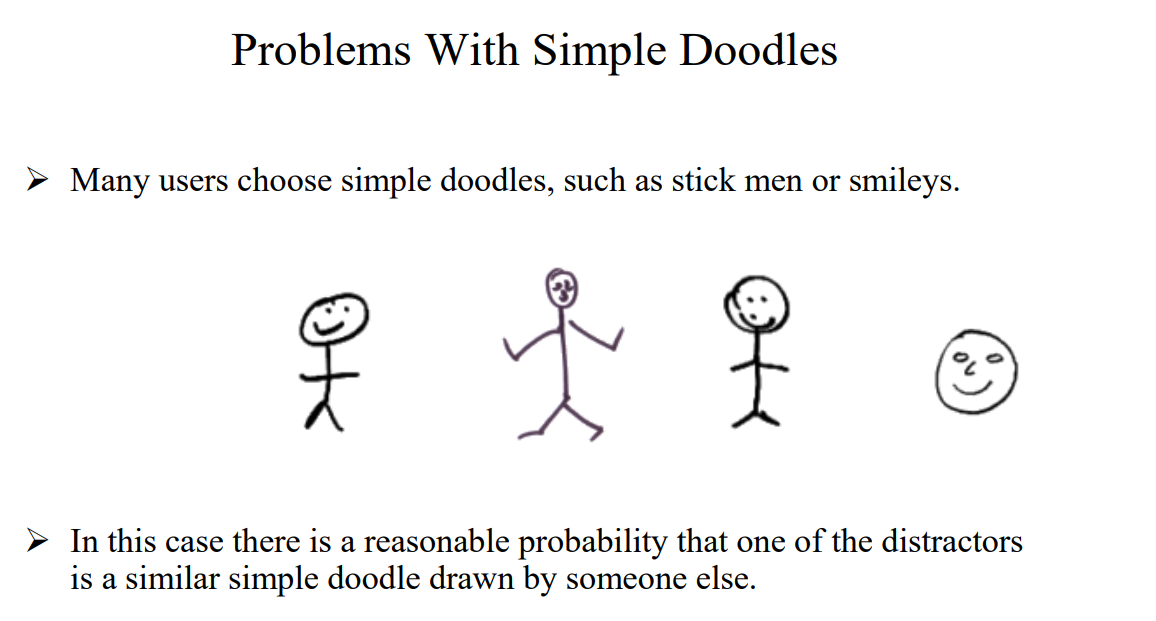 Problems With Simple Doodles
➢ Many users choose simple doodles, such as stick men or smileys.
➢ In this case there is a reasonable probability that one of the distractors
is a similar simple doodle drawn by someone else.